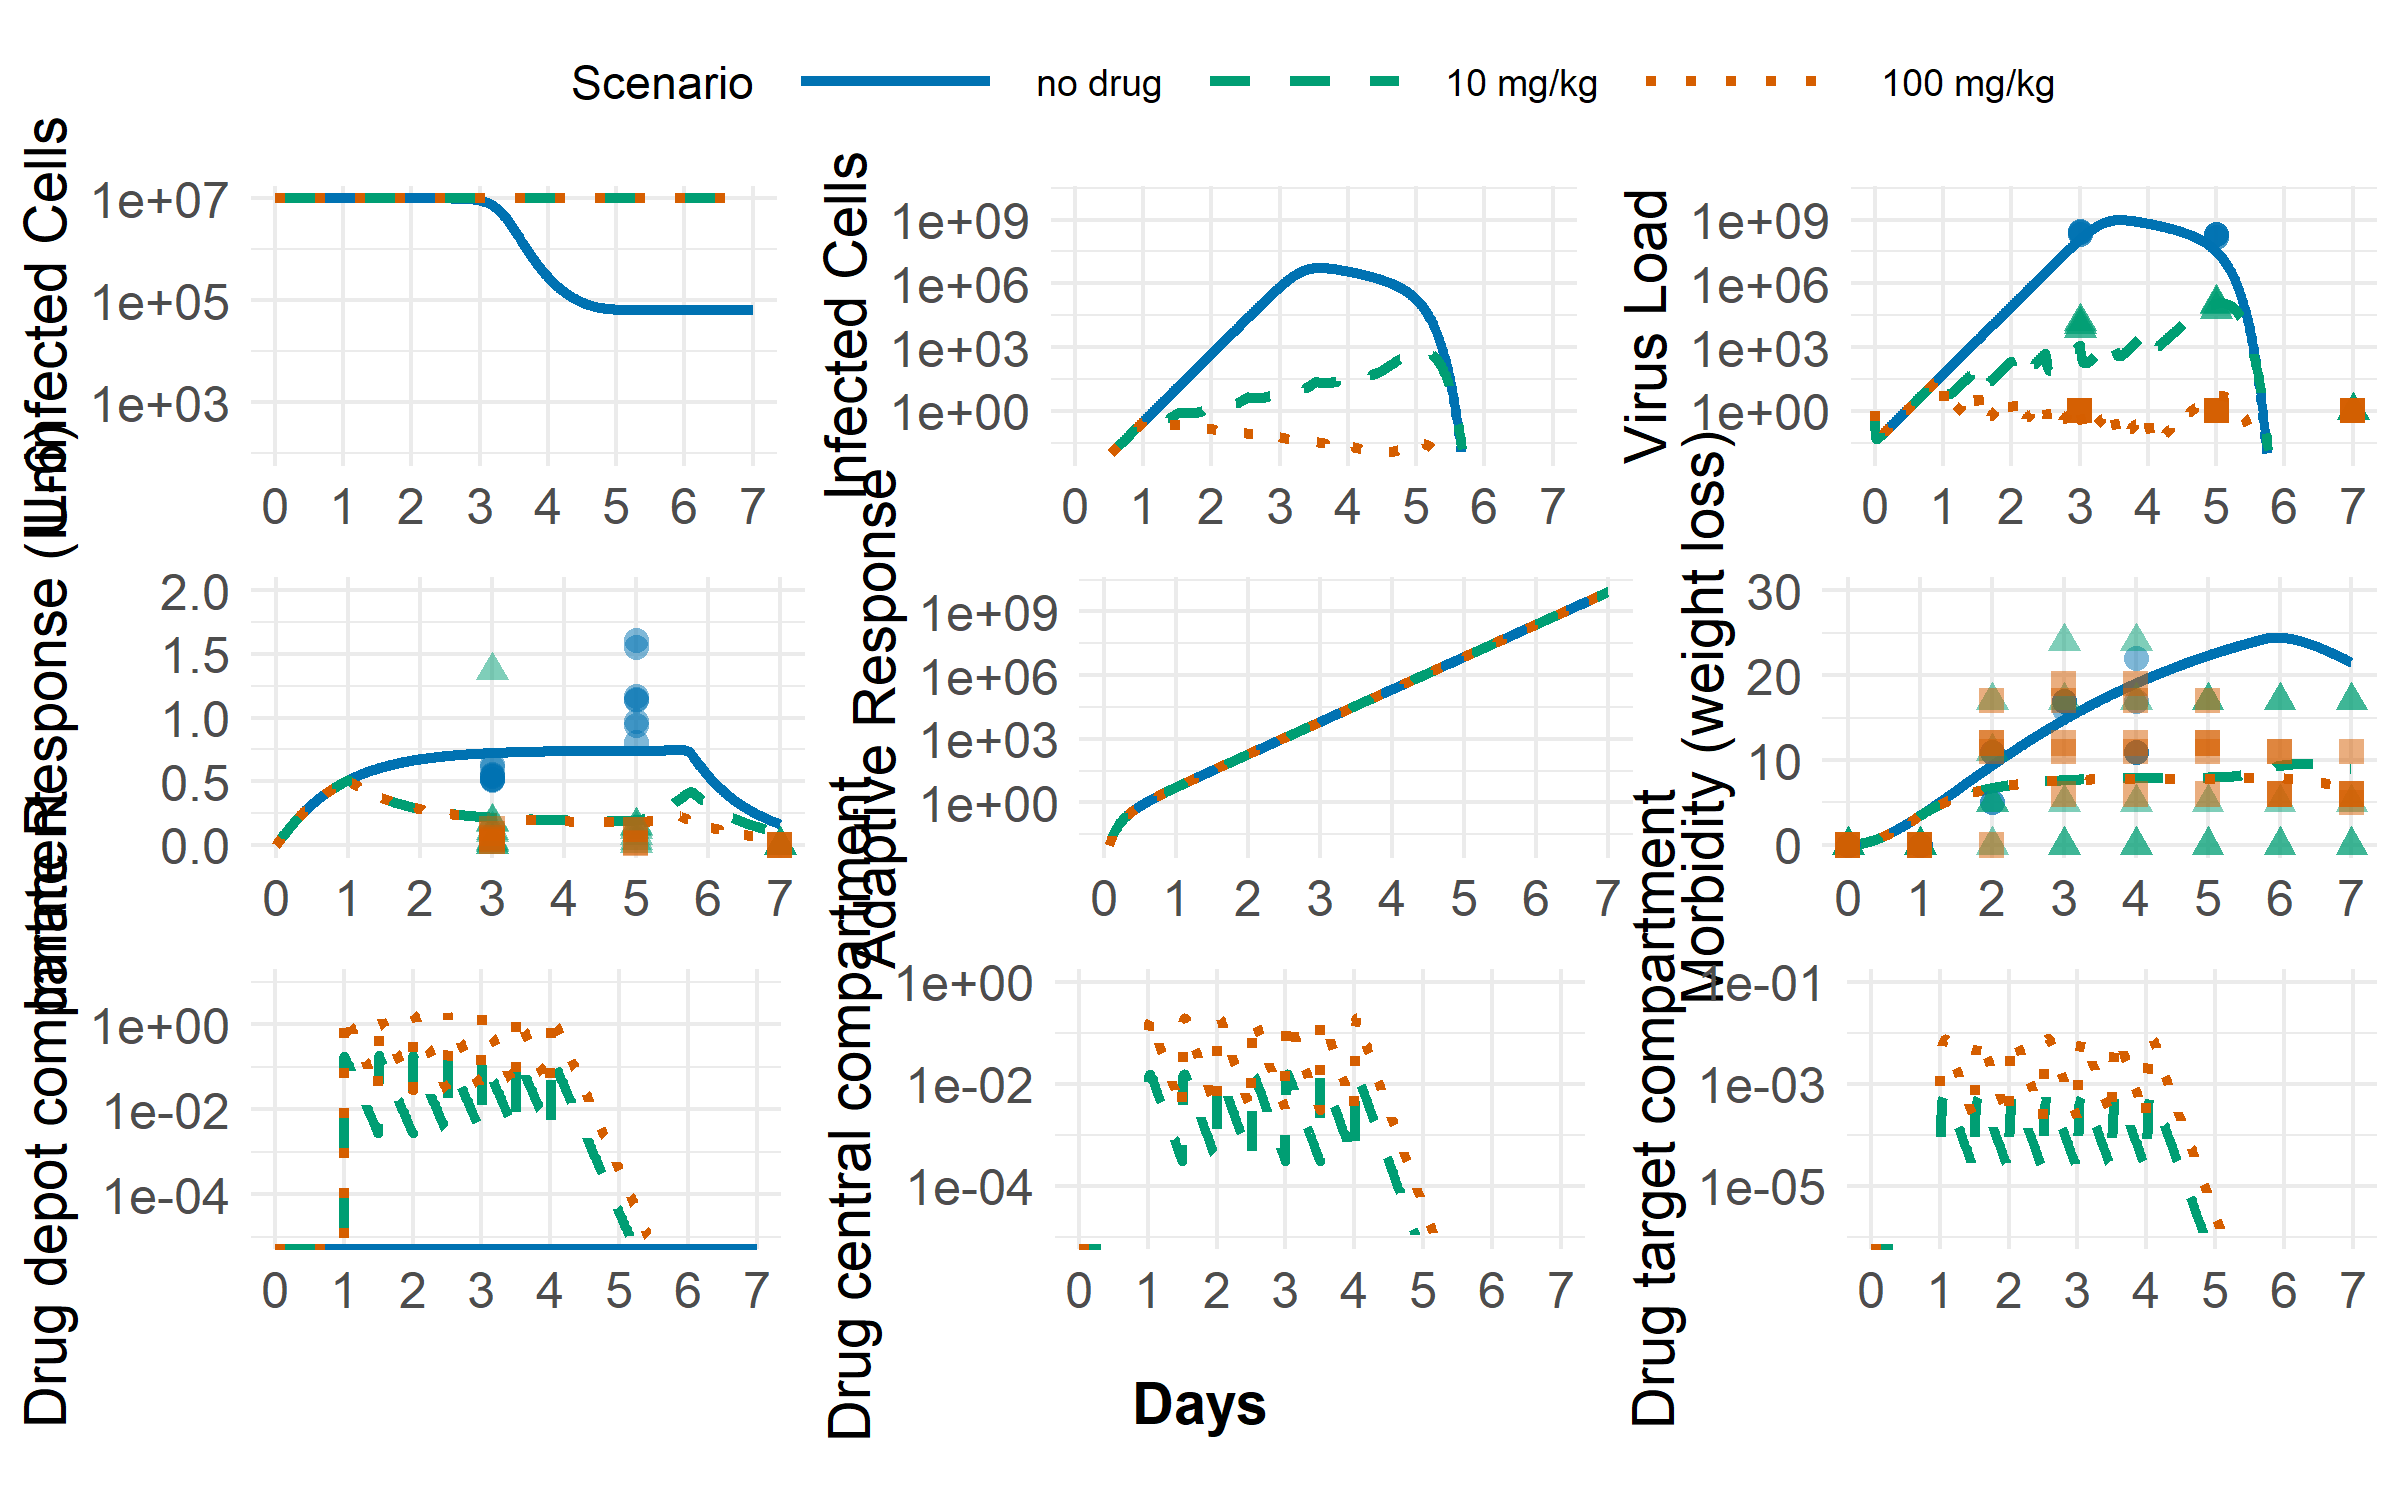 Scenario no drug 10 mg/kg 100 mg/kg
Uninfected Cells
1e+07
1e+05
1e+03
0 1 2 3 4 5 6 7
Infected Cells
1e+09
1e+06
1e+03
1e+00
0 1 2 3 4 5 6 7
Virus Load
1e+09
1e+06
1e+03
1e+00
0 1 2 3 4 5 6 7
Innate Response (IL-6)
2.0
1.5
1.0
0.5
0.0
0 1 2 3 4 5 6 7
Adaptive Response
1e+09
1e+06
1e+03
1e+00
0 1 2 3 4 5 6 7
Morbidity (weight loss)
30
20
10
0
0 1 2 3 4 5 6 7
Drug depot compartment
1e+00
1e-02
1e-04
0 1 2 3 4 5 6 7
Drug central compartment
1e+00
1e-02
1e-04
0 1 2 3 4 5 6 7
Drug target compartment
1e-01
1e-03
1e-05
0 1 2 3 4 5 6 7
Days